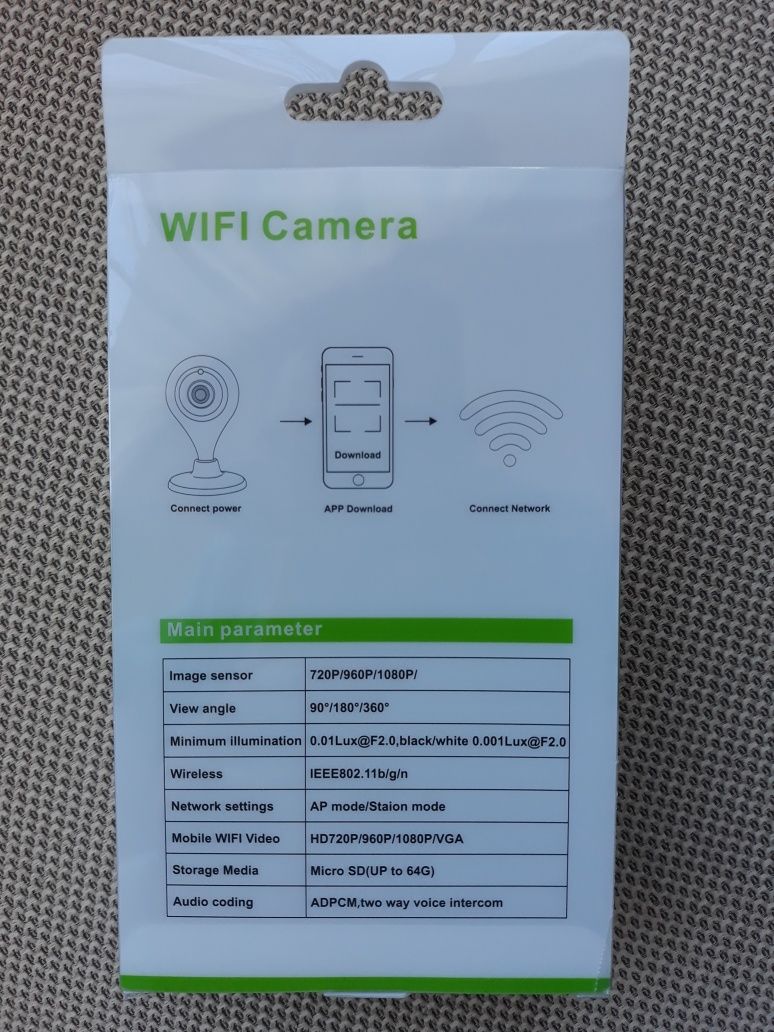 WIFI Camera
Download
Connect power
APP Download
Connect Network
Main parameter
Image sensor 720P/960P/1080P/
View angle 90°/180°/360°
Minimum illumination 0.01Lux@F2.0,black/white 0.001Lux@F2.0
Wireless IEEE802.11b/g/n
Network settings AP mode/Staion mode
Mobile WIFI Video HD720P/960P/1080P/VGA
Storage Media Micro SD(UP to 64G)
Audio coding ADPCM,two way voice intercom